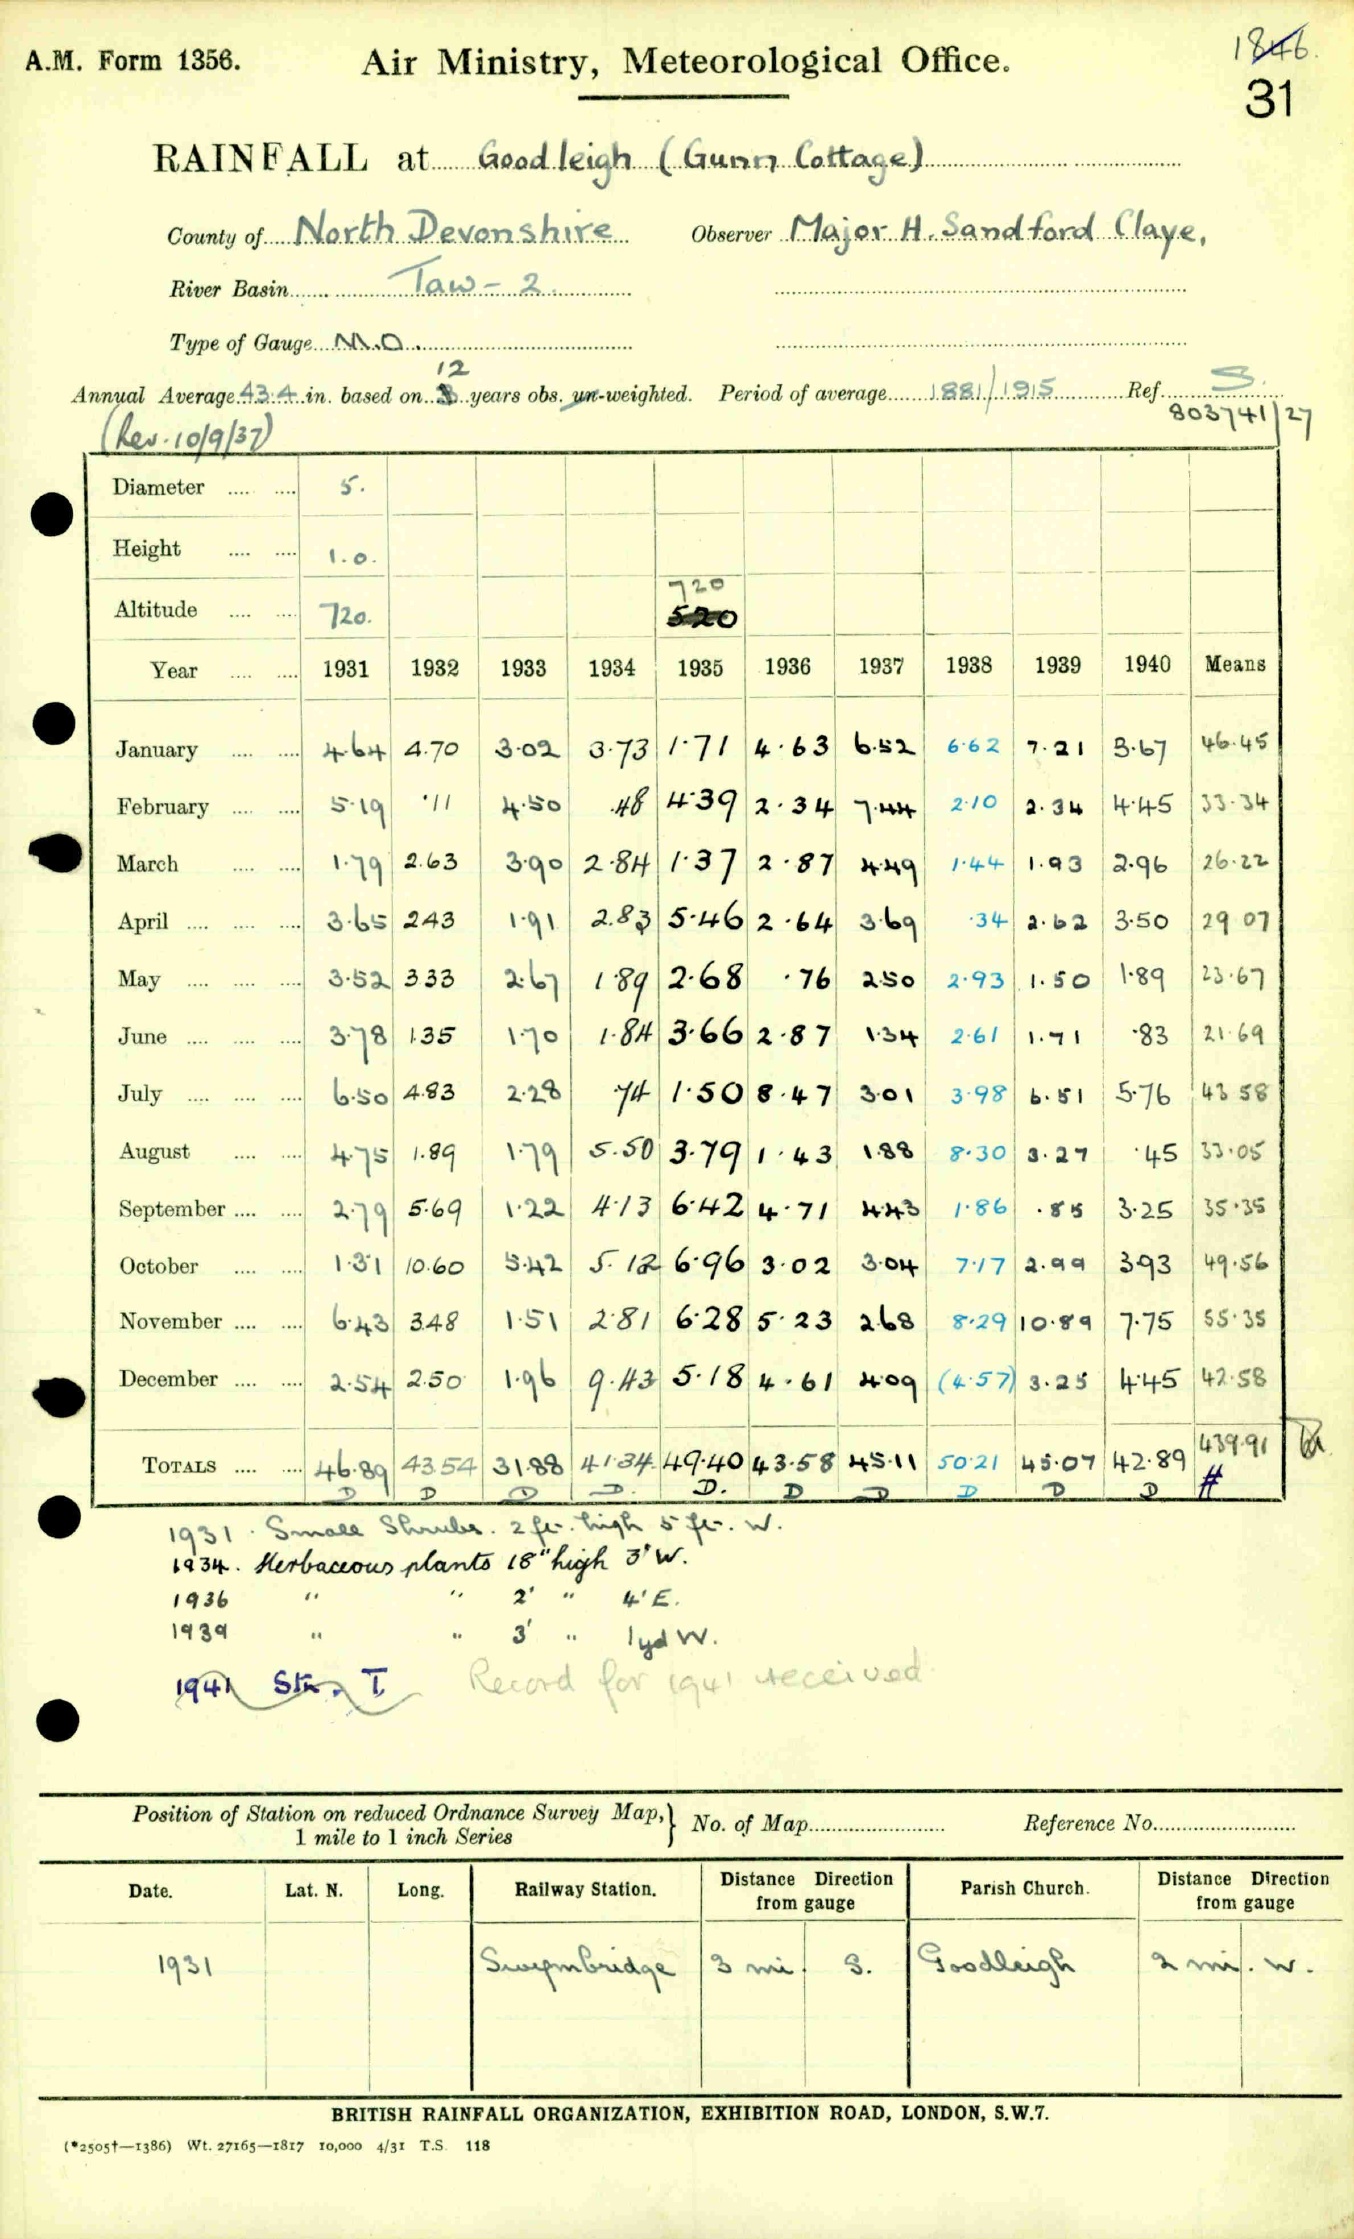 A.M. Form 1356.
Air Ministry, Meteorological Office.
1846.
31
RAINFALL at Goodleigh (Gunn Cottage)
County of North Devonshire Observer Major H. Sandford Claye,
River Basin Taw - 2.
Type of Gauge M.O.
12
Annual Average 43.4 in. based on years obs. un-weighted. Period of average 1881/1915 Ref. S.
803741/27
(Rev. 10/9/37)
Diameter .... .... 5.
Height .... .... 1.0.
720
Altitude .... .... 720. 520
Year .... .... 1931 1932 1933 1934 1935 1936 1937 1938 1939 1940 Means
January .... .... 4.64 4.70 3.02 3.73 1.71 4.63 6.52 6.62 7.21 3.67 46.45
February .... .... 5.19 .11 4.50 .48 4.39 2.34 7.44 2.10 2.34 4.45 33.34
March .... .... 1.79 2.63 3.90 2.84 1.37 2.87 4.49 1.44 1.93 2.96 26.22
April .... .... .... 3.65 2.43 1.91 2.83 5.46 2.64 3.69 .34 2.62 3.50 29 07
May .... .... .... 3.52 3.33 2.67 1.89 2.68 .76 2.50 2.93 1.50 1.89 23.67
June .... .... .... 3.78 1.35 1.70 1.84 3.66 2.87 1.34 2.61 1.71 .83 21.69
July .... .... .... 6.50 4.83 2.28 .74 1.50 8.47 3.01 3.98 6.51 5.76 43 58
August .... .... 4.75 1.89 1.79 5.50 3.79 1.43 1.88 8.30 3.27 .45 33.05
September .... .... 2.79 5.69 1.22 4.13 6.42 4.71 4.43 1.86 .85 3.25 35.35
October .... .... 1.31 10.60 5.42 5.12 6.96 3.02 3.04 7.17 2.99 3.93 49.56
November .... .... 6.43 3.48 1.51 2.81 6.28 5.23 2.68 8.29 10.89 7.75 55.35
December .... .... 2.54 2.50 1.96 9.43 5.18 4.61 4.09 (4.57) 3.25 4.45 42.58
TOTALS .... .... 46.89 43.54 31.88 41.34 49.40 43.58 45.11 50.21 45.07 42.89 439.91
D D D D. D. D D D D D #
1931. Small Shrubs. 2 ft. high 5 ft. W.
1934. Herbaceous plants 18" high 3' W.
1936 " " 2' " 4' E.
1939 " " 3' " 1 yd W.
1941 Stn. T. Record for 1941 received
Position of Station on reduced Ordnance Survey Map,} No. of Map Reference No.
1 mile to 1 inch Series
Date. Lat. N. Long. Railway Station. Distance Direction from gauge Parish Church. Distance Direction from gauge
1931 Swymbridge 3 mi. S. Goodleigh 2 mi. W.
BRITISH RAINFALL ORGANIZATION, EXHIBITION ROAD, LONDON, S.W.7.
(*2505†—1386) Wt. 27165—1817 10,000 4/31 T.S. 118